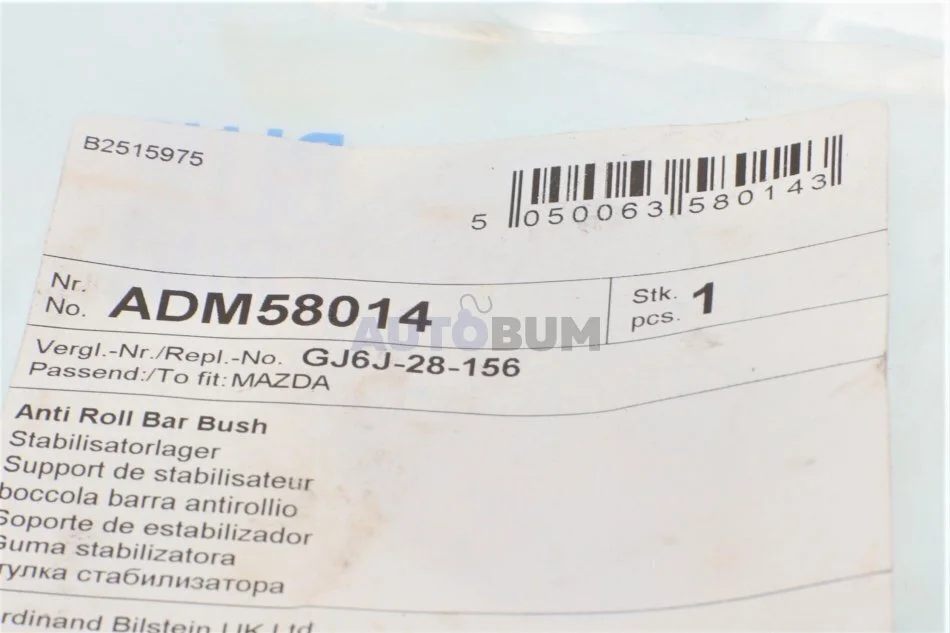 B2515975
5 050063 580143
Nr.
No. ADM58014
Stk.
pcs. 1
AUTOBUM
Vergl.-Nr./Repl.-No. GJ6J-28-156
Passend:/To fit: MAZDA
Anti Roll Bar Bush
Stabilisatorlager
Support de stabilisateur
boccola barra antirollio
Soporte de estabilizador
Guma stabilizatora
тулка стабилизатора
rdinand Bilstein UK Ltd